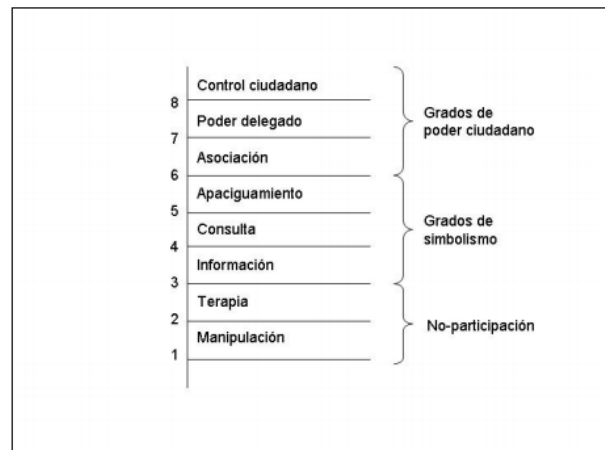 Control ciudadano
8
Poder delegado
7
Asociación
6
Grados de
poder ciudadano
Apaciguamiento
5
Consulta
4
Información
3
Grados de
simbolismo
Terapia
2
Manipulación
1
No-participación